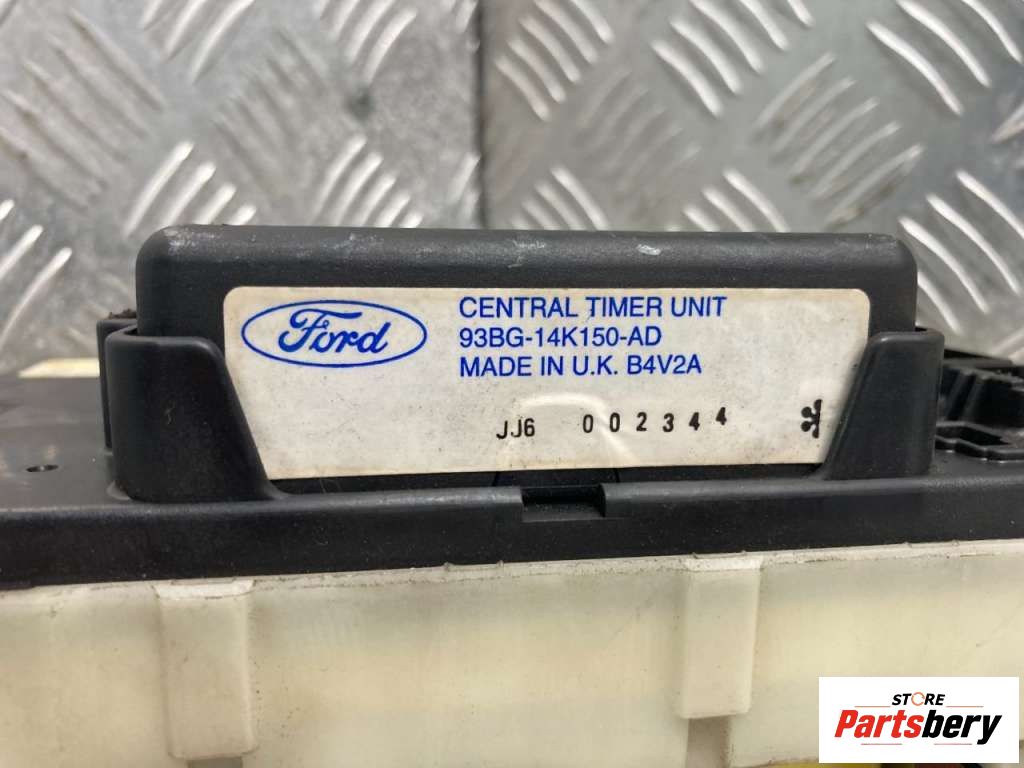 Ford
CENTRAL TIMER UNIT
93BG-14K150-AD
MADE IN U.K. B4V2A
JJ6 002344
STORE
Partsbery